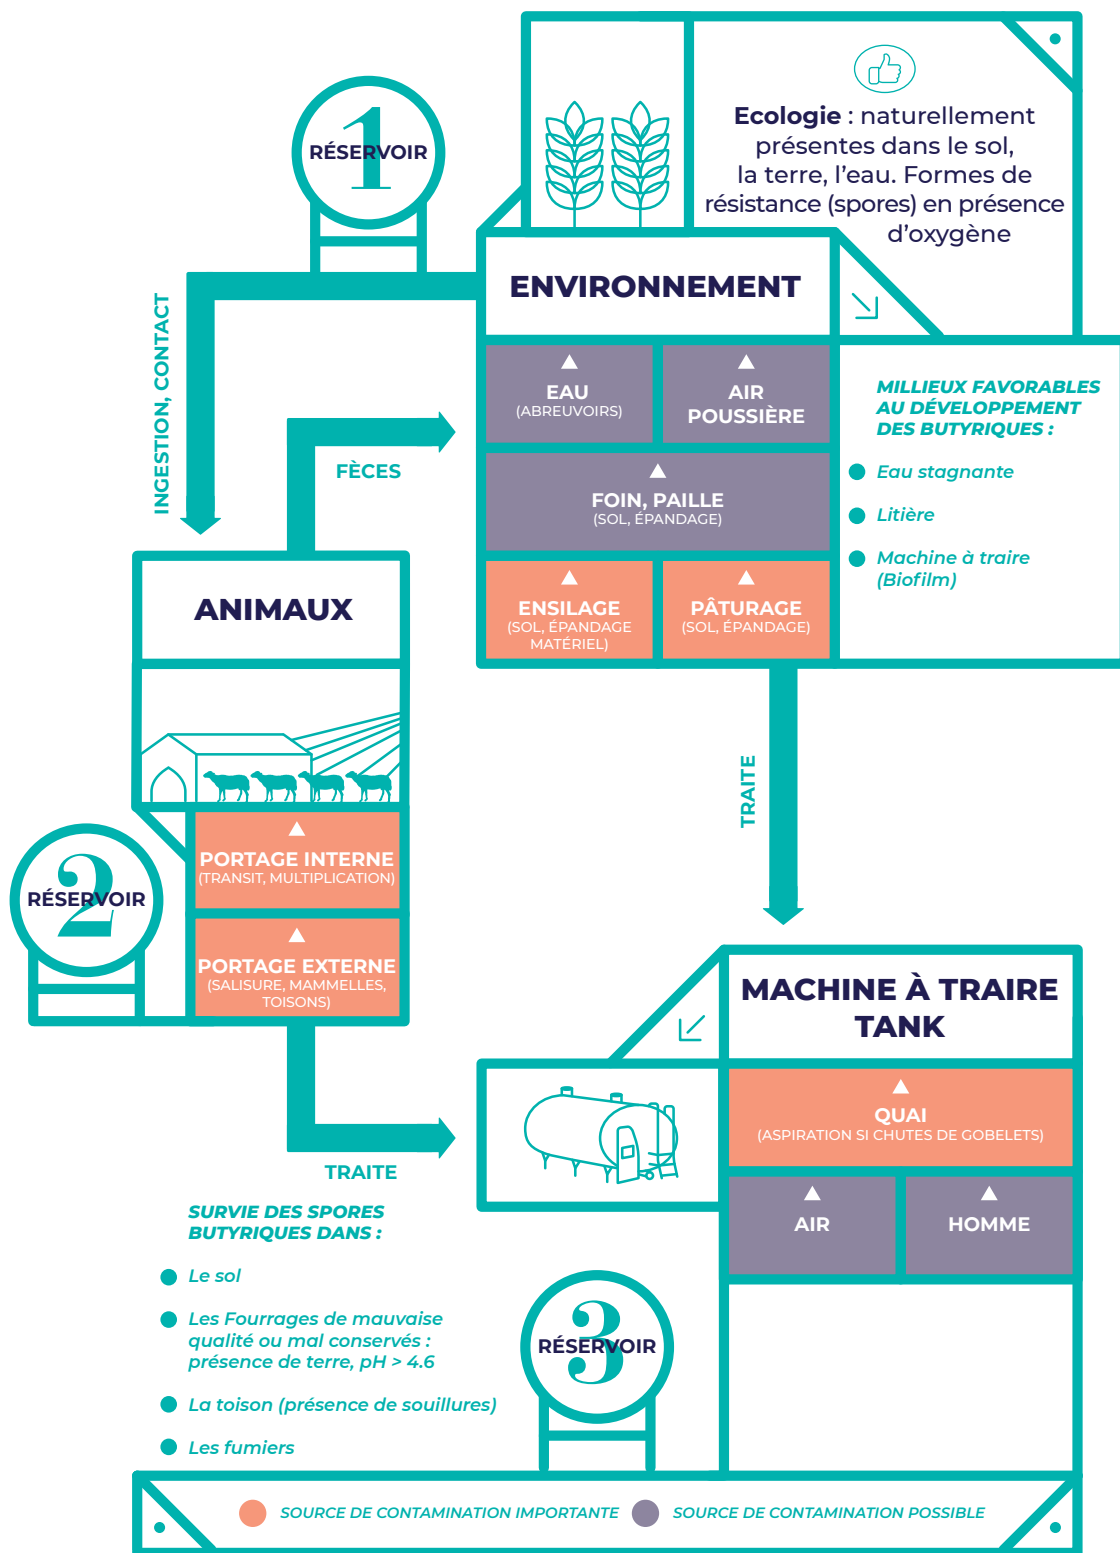 1
RÉSERVOIR
Ecologie : naturellement
présentes dans le sol,
la terre, l'eau. Formes de
résistance (spores) en présence
d'oxygène
ENVIRONNEMENT
EAU
(ABREUVOIRS)
AIR
POUSSIÈRE
FOIN, PAILLE
(SOL, ÉPANDAGE)
ENSILAGE
(SOL, ÉPANDAGE
MATÉRIEL)
PÂTURAGE
(SOL, ÉPANDAGE)
MILLIEUX FAVORABLES
AU DÉVELOPPEMENT
DES BUTYRIQUES :
Eau stagnante
Litière
Machine à traire
(Biofilm)
INGESTION, CONTACT
FÈCES
ANIMAUX
2
RÉSERVOIR
PORTAGE INTERNE
(TRANSIT, MULTIPLICATION)
PORTAGE EXTERNE
(SALISURE, MAMMELLES,
TOISONS)
TRAITE
TRAITE
MACHINE À TRAIRE
TANK
QUAI
(ASPIRATION SI CHUTES DE GOBELETS)
AIR
HOMME
3
RÉSERVOIR
SURVIE DES SPORES
BUTYRIQUES DANS :
Le sol
Les Fourrages de mauvaise
qualité ou mal conservés :
présence de terre, pH > 4.6
La toison (présence de souillures)
Les fumiers
SOURCE DE CONTAMINATION IMPORTANTE
SOURCE DE CONTAMINATION POSSIBLE